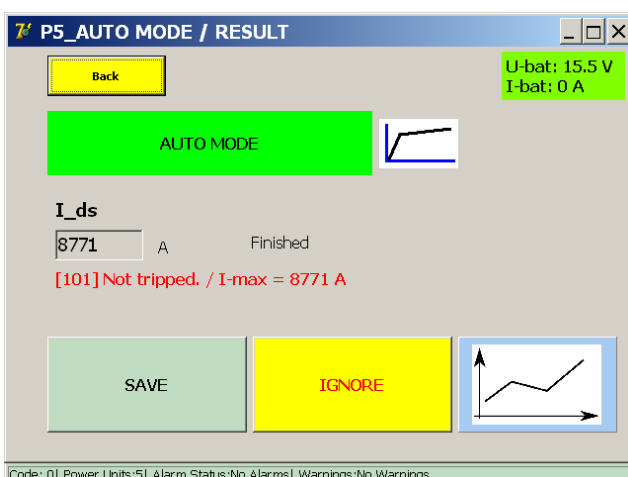 P5_AUTO MODE / RESULT
Back
U-bat: 15.5 V
I-bat: 0 A
AUTO MODE
I_ds
8771 A Finished
[101] Not tripped. / I-max = 8771 A
SAVE
IGNORE
Code: 0| Power Units:5| Alarm Status:No Alarms| Warnings:No Warnings